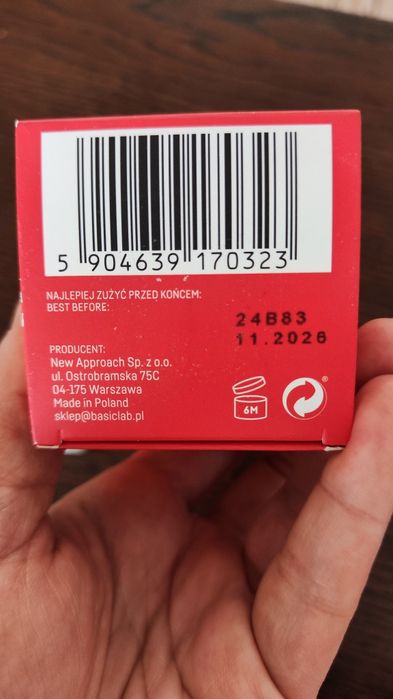 5 904639 170323
NAJLEPIEJ ZUŻYĆ PRZED KOŃCEM:
BEST BEFORE:
24B83
11.2026
PRODUCENT:
New Approach Sp. z o.o.
ul. Ostrobramska 75C
04-175 Warszawa
Made in Poland
sklep@basiclab.pl
6M
®